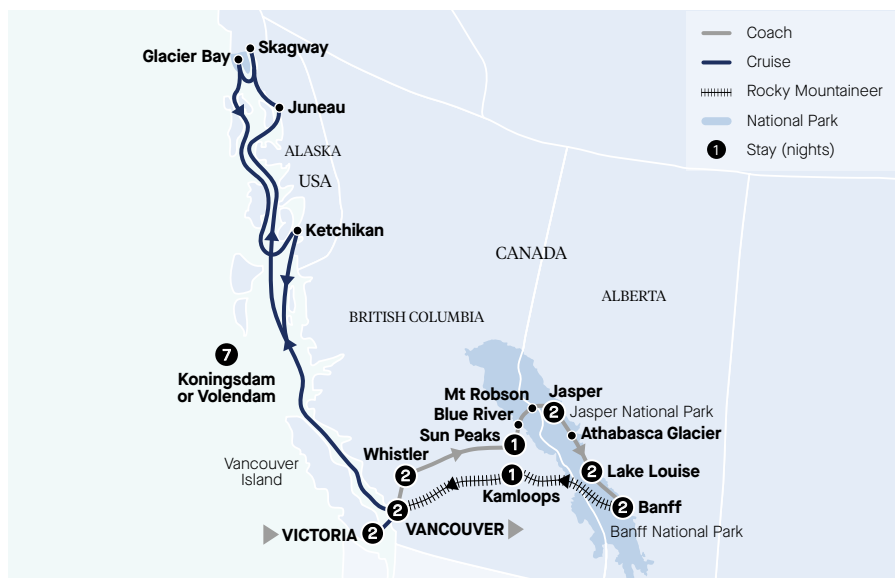 Coach
Cruise
Rocky Mountaineer
National Park
1 Stay (nights)
Skagway
Glacier Bay
Juneau
ALASKA
USA
Ketchikan
CANADA
ALBERTA
BRITISH COLUMBIA
7
Koningsdam
or Volendam
Mt Robson
Jasper
2
Jasper National Park
Blue River
Sun Peaks
1
Athabasca Glacier
Whistler
2
2 Lake Louise
Vancouver
Island
1
Kamloops
2 Banff
Banff National Park
2
VANCOUVER
VICTORIA 2